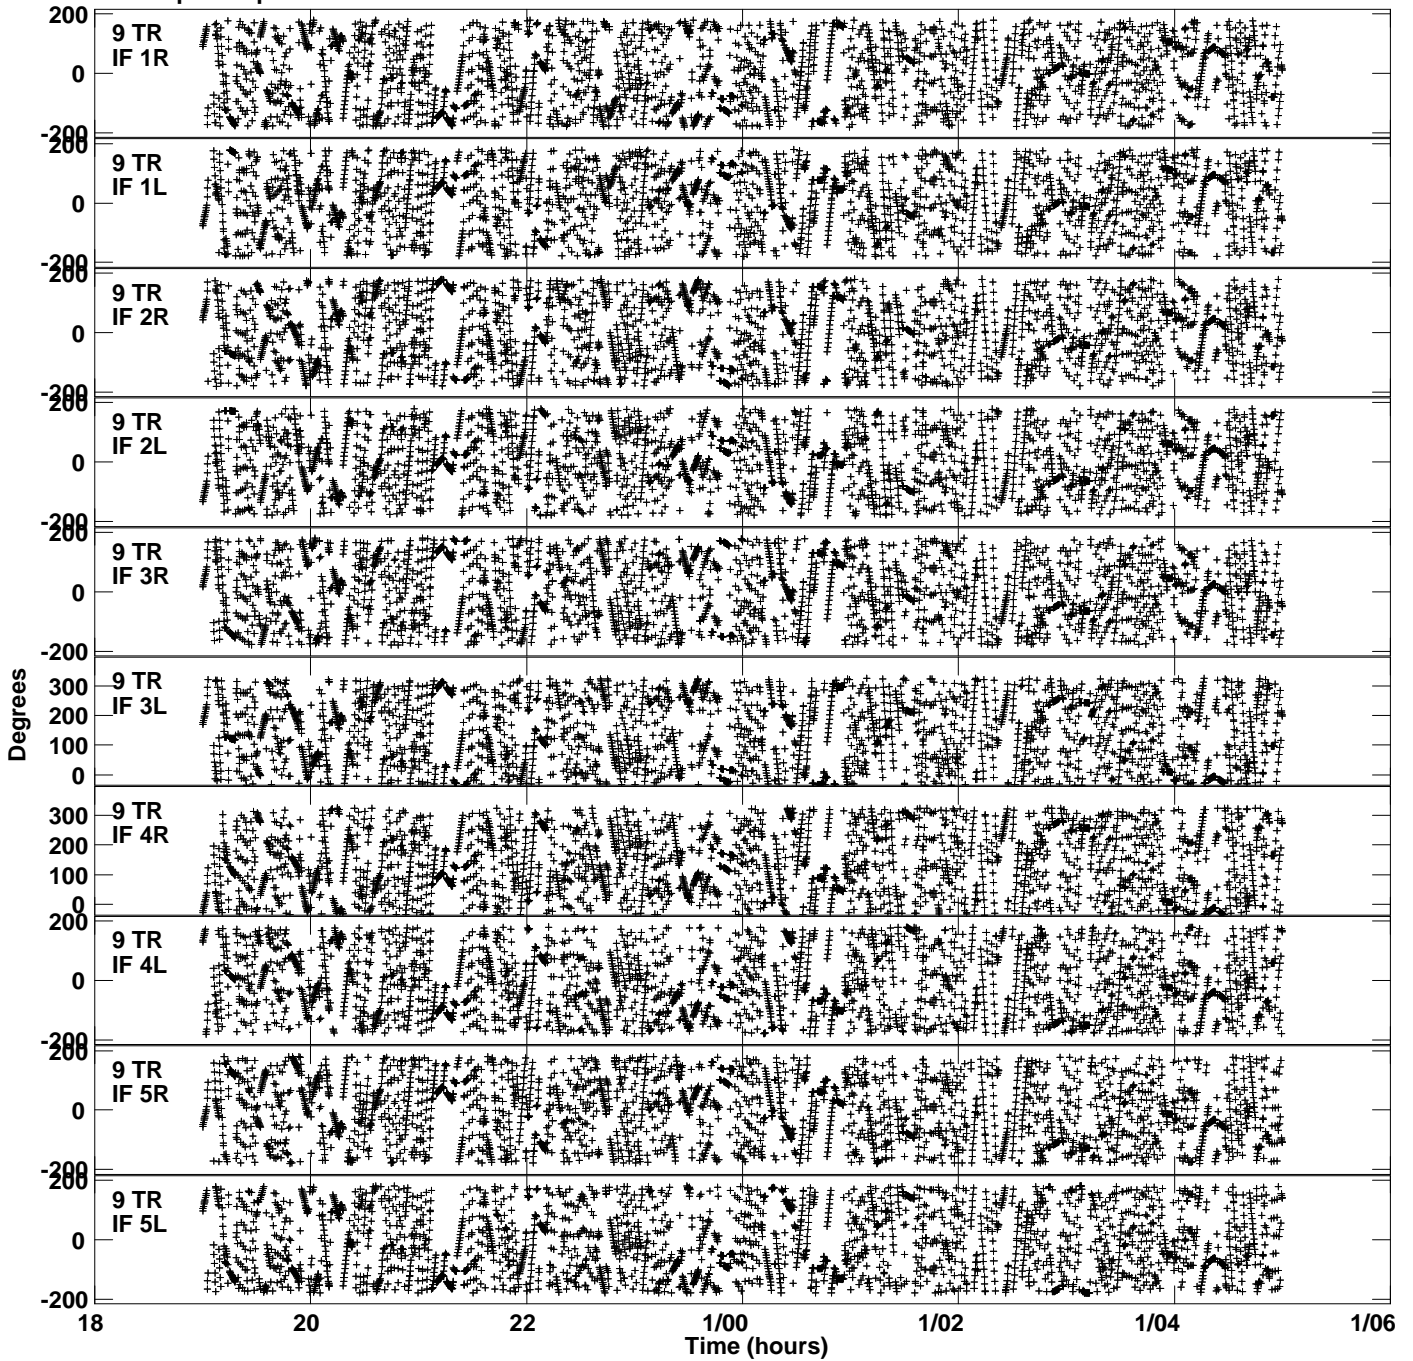 200
9 TR
IF 1R
0
-200
200
9 TR
IF 1L
0
-200
200
9 TR
IF 2R
0
-200
200
9 TR
IF 2L
0
-200
200
9 TR
IF 3R
0
-200
9 TR
IF 3L
300
200
100
0
Degrees
9 TR
IF 4R
300
200
100
0
200
9 TR
IF 4L
0
-200
200
9 TR
IF 5R
0
-200
200
9 TR
IF 5L
0
-200
18 20 22 1/00 1/02 1/04 1/06
Time (hours)